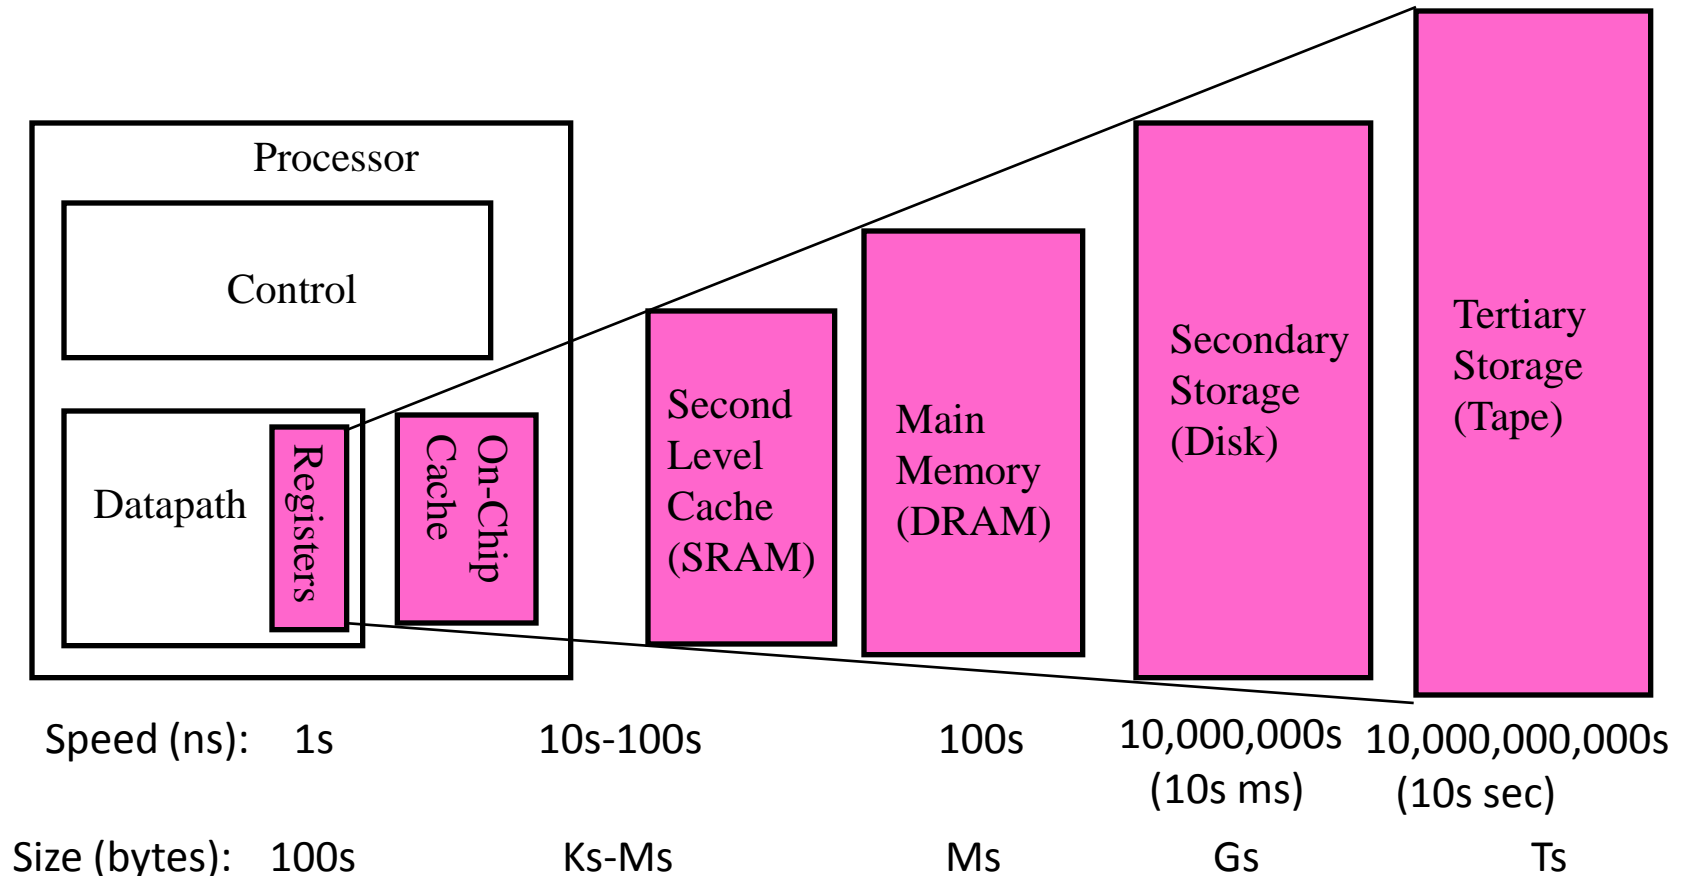 Processor
Control
Datapath
Registers
On-Chip
Cache
Second
Level
Cache
(SRAM)
Main
Memory
(DRAM)
Secondary
Storage
(Disk)
Tertiary
Storage
(Tape)
Speed (ns): 1s 10s-100s 100s 10,000,000s 10,000,000,000s
(10s ms) (10s sec)
Size (bytes): 100s Ks-Ms Ms Gs Ts